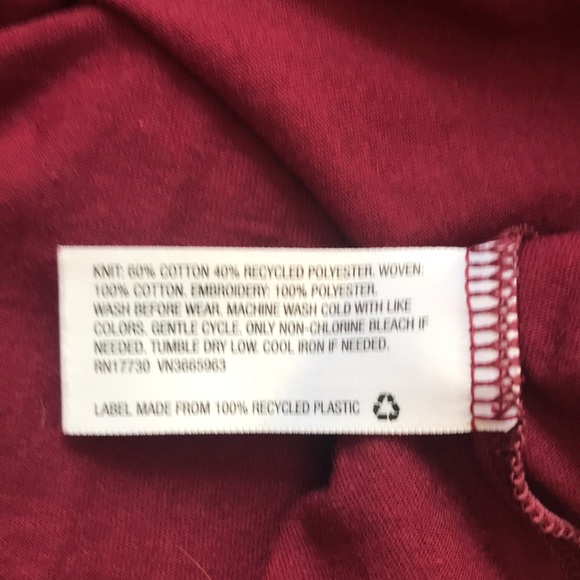 KNIT: 60% COTTON 40% RECYCLED POLYESTER. WOVEN:
100% COTTON. EMBROIDERY: 100% POLYESTER.
WASH BEFORE WEAR. MACHINE WASH COLD WITH LIKE
COLORS. GENTLE CYCLE. ONLY NON-CHLORINE BLEACH IF
NEEDED. TUMBLE DRY LOW. COOL IRON IF NEEDED.
RN17730 VN3665963
LABEL MADE FROM 100% RECYCLED PLASTIC